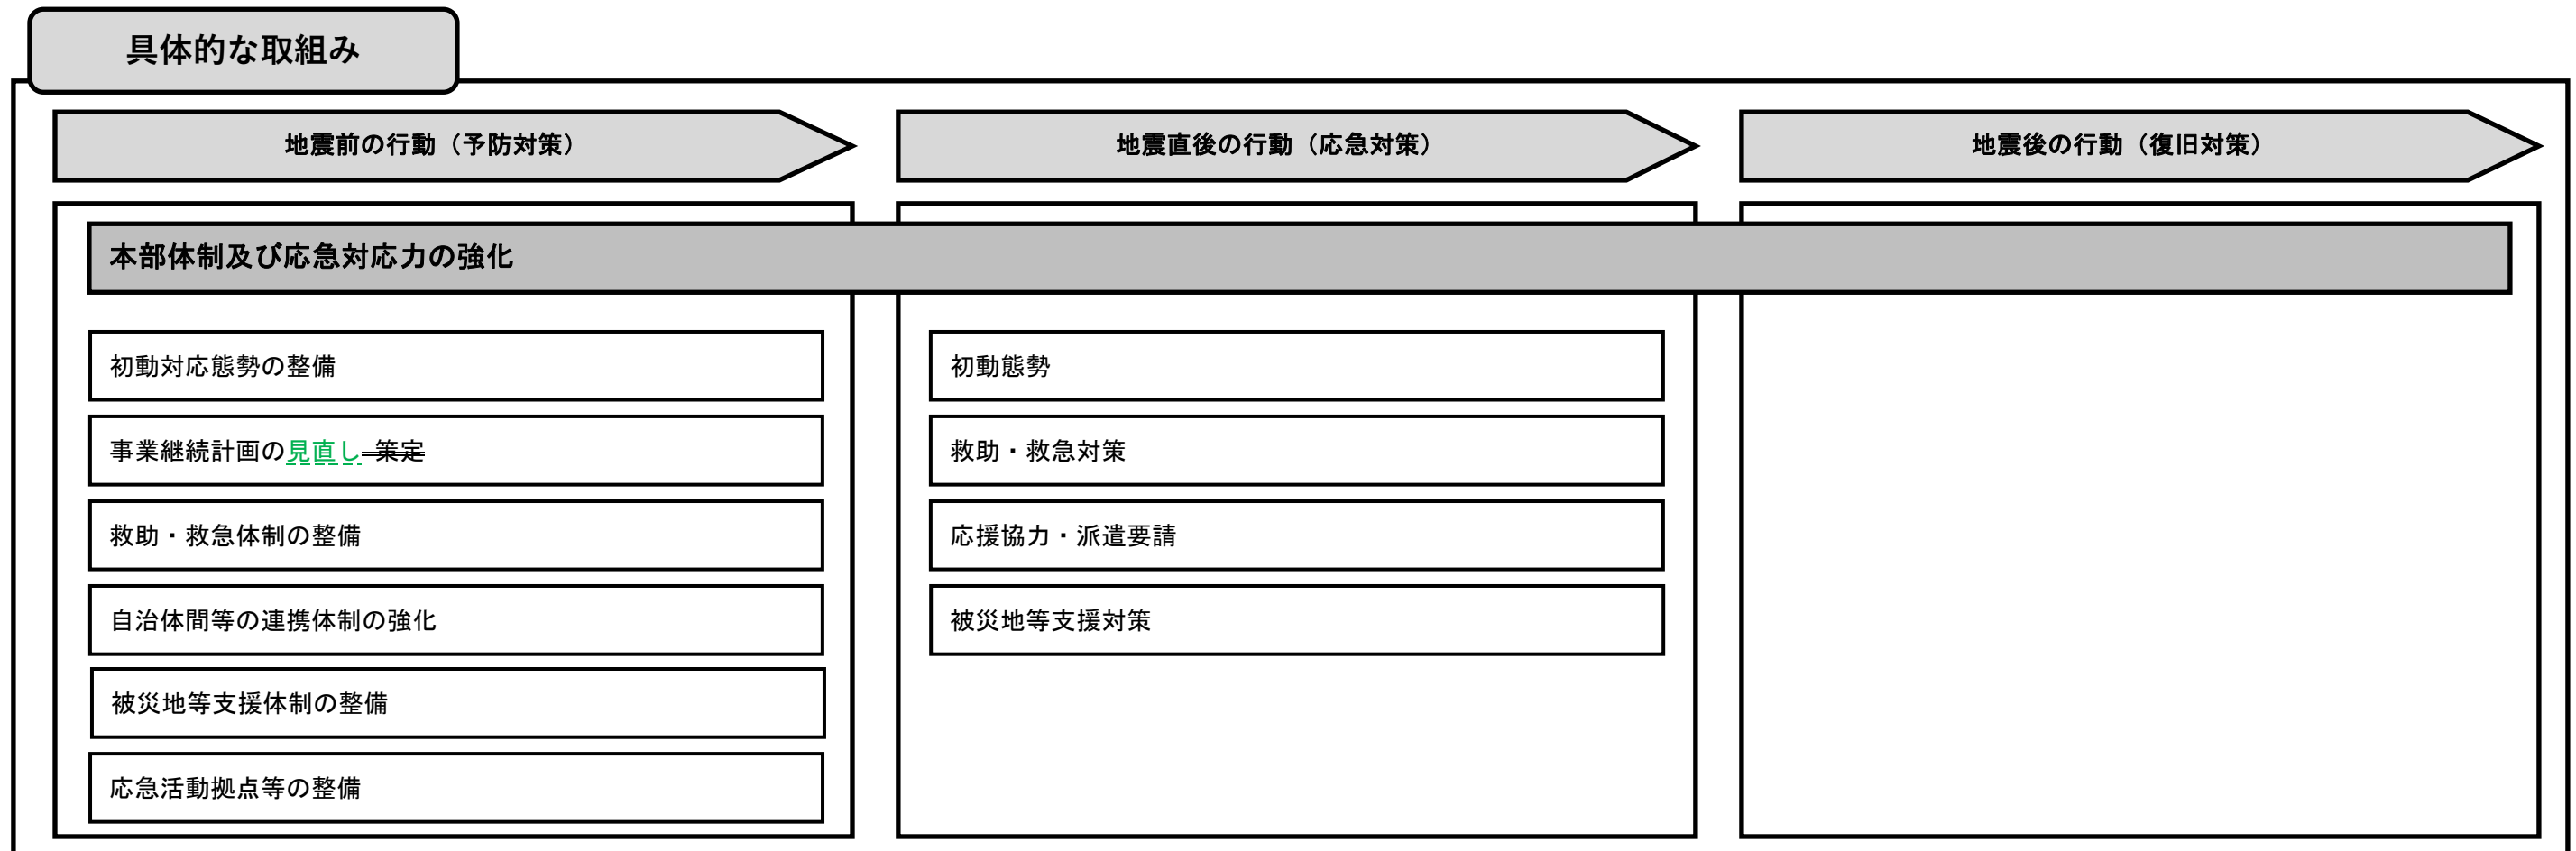 具体的な取組み
地震前の行動（予防対策）
地震直後の行動（応急対策）
地震後の行動（復旧対策）
本部体制及び応急対応力の強化
初動対応態勢の整備
事業継続計画の見直し 策定
救助・救急体制の整備
自治体間等の連携体制の強化
被災地等支援体制の整備
応急活動拠点等の整備
初動態勢
救助・救急対策
応援協力・派遣要請
被災地等支援対策